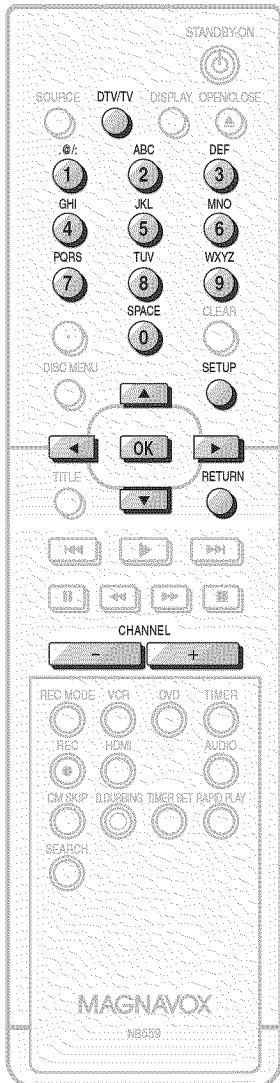 STANDBY-ON
SOURCE DTV/TV DISPLAY OPEN/CLOSE
.@/: ABC DEF
1 2 3
GHI JKL MNO
4 5 6
PQRS TUV WXYZ
7 8 9
SPACE CLEAR
0
DISC MENU SETUP
OK
TITLE RETURN
CHANNEL
- +
REC MODE VCR DVD TIMER
REC HDMI AUDIO
CM SKIP D.DUBBING TIMER SET RAPID PLAY
SEARCH
MAGNAVOX
NB559